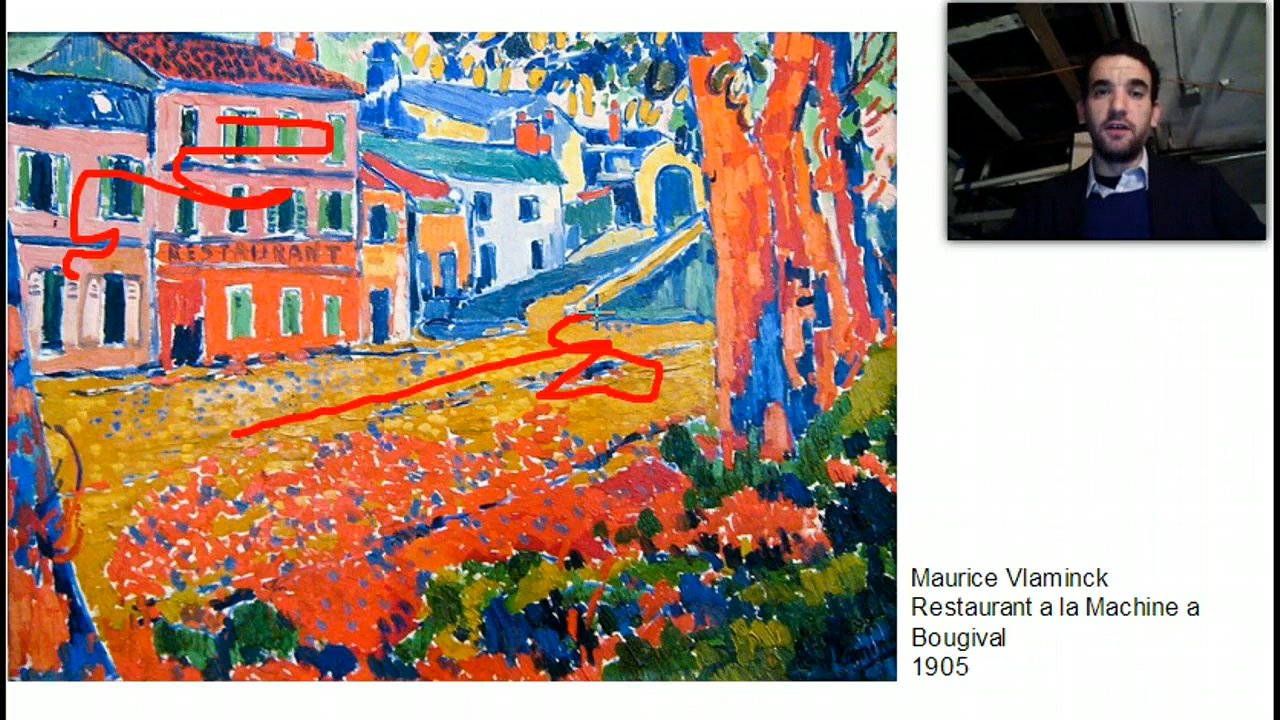 RESTAURANT
Maurice Vlaminck
Restaurant a la Machine a
Bougival
1905